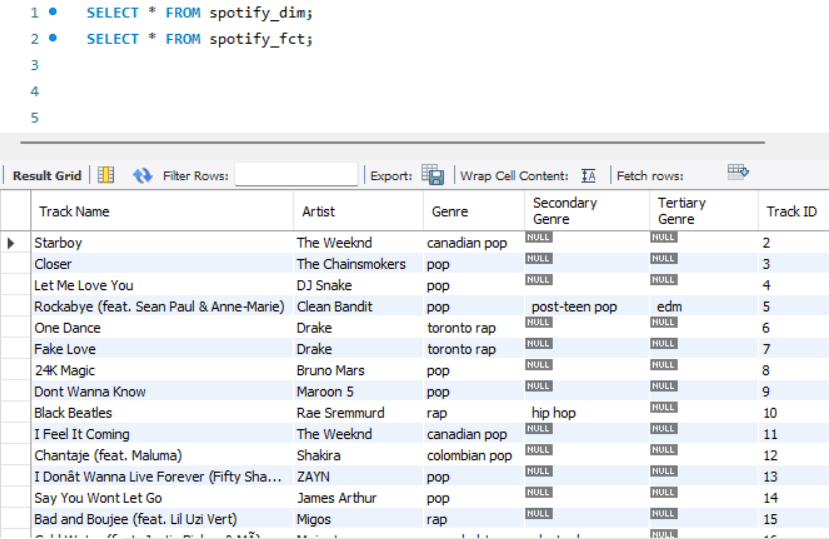 1 SELECT * FROM spotify_dim;
2 SELECT * FROM spotify_fct;
3
4
5
Result Grid Filter Rows: Export: Wrap Cell Content: IA Fetch rows:
Track Name Artist Genre Secondary Genre Tertiary Genre Track ID
Starboy The Weeknd canadian pop NULL NULL 2
Closer The Chainsmokers pop NULL NULL 3
Let Me Love You DJ Snake pop NULL NULL 4
Rockabye (feat. Sean Paul & Anne-Marie) Clean Bandit pop post-teen pop edm 5
One Dance Drake toronto rap NULL NULL 6
Fake Love Drake toronto rap NULL NULL 7
24K Magic Bruno Mars pop NULL NULL 8
Dont Wanna Know Maroon 5 pop NULL NULL 9
Black Beatles Rae Sremmurd rap hip hop NULL 10
I Feel It Coming The Weeknd canadian pop NULL NULL 11
Chantaje (feat. Maluma) Shakira colombian pop NULL NULL 12
I Donât Wanna Live Forever (Fifty Sha... ZAYN pop NULL NULL 13
Say You Wont Let Go James Arthur pop NULL NULL 14
Bad and Boujee (feat. Lil Uzi Vert) Migos rap NULL NULL 15
NULL